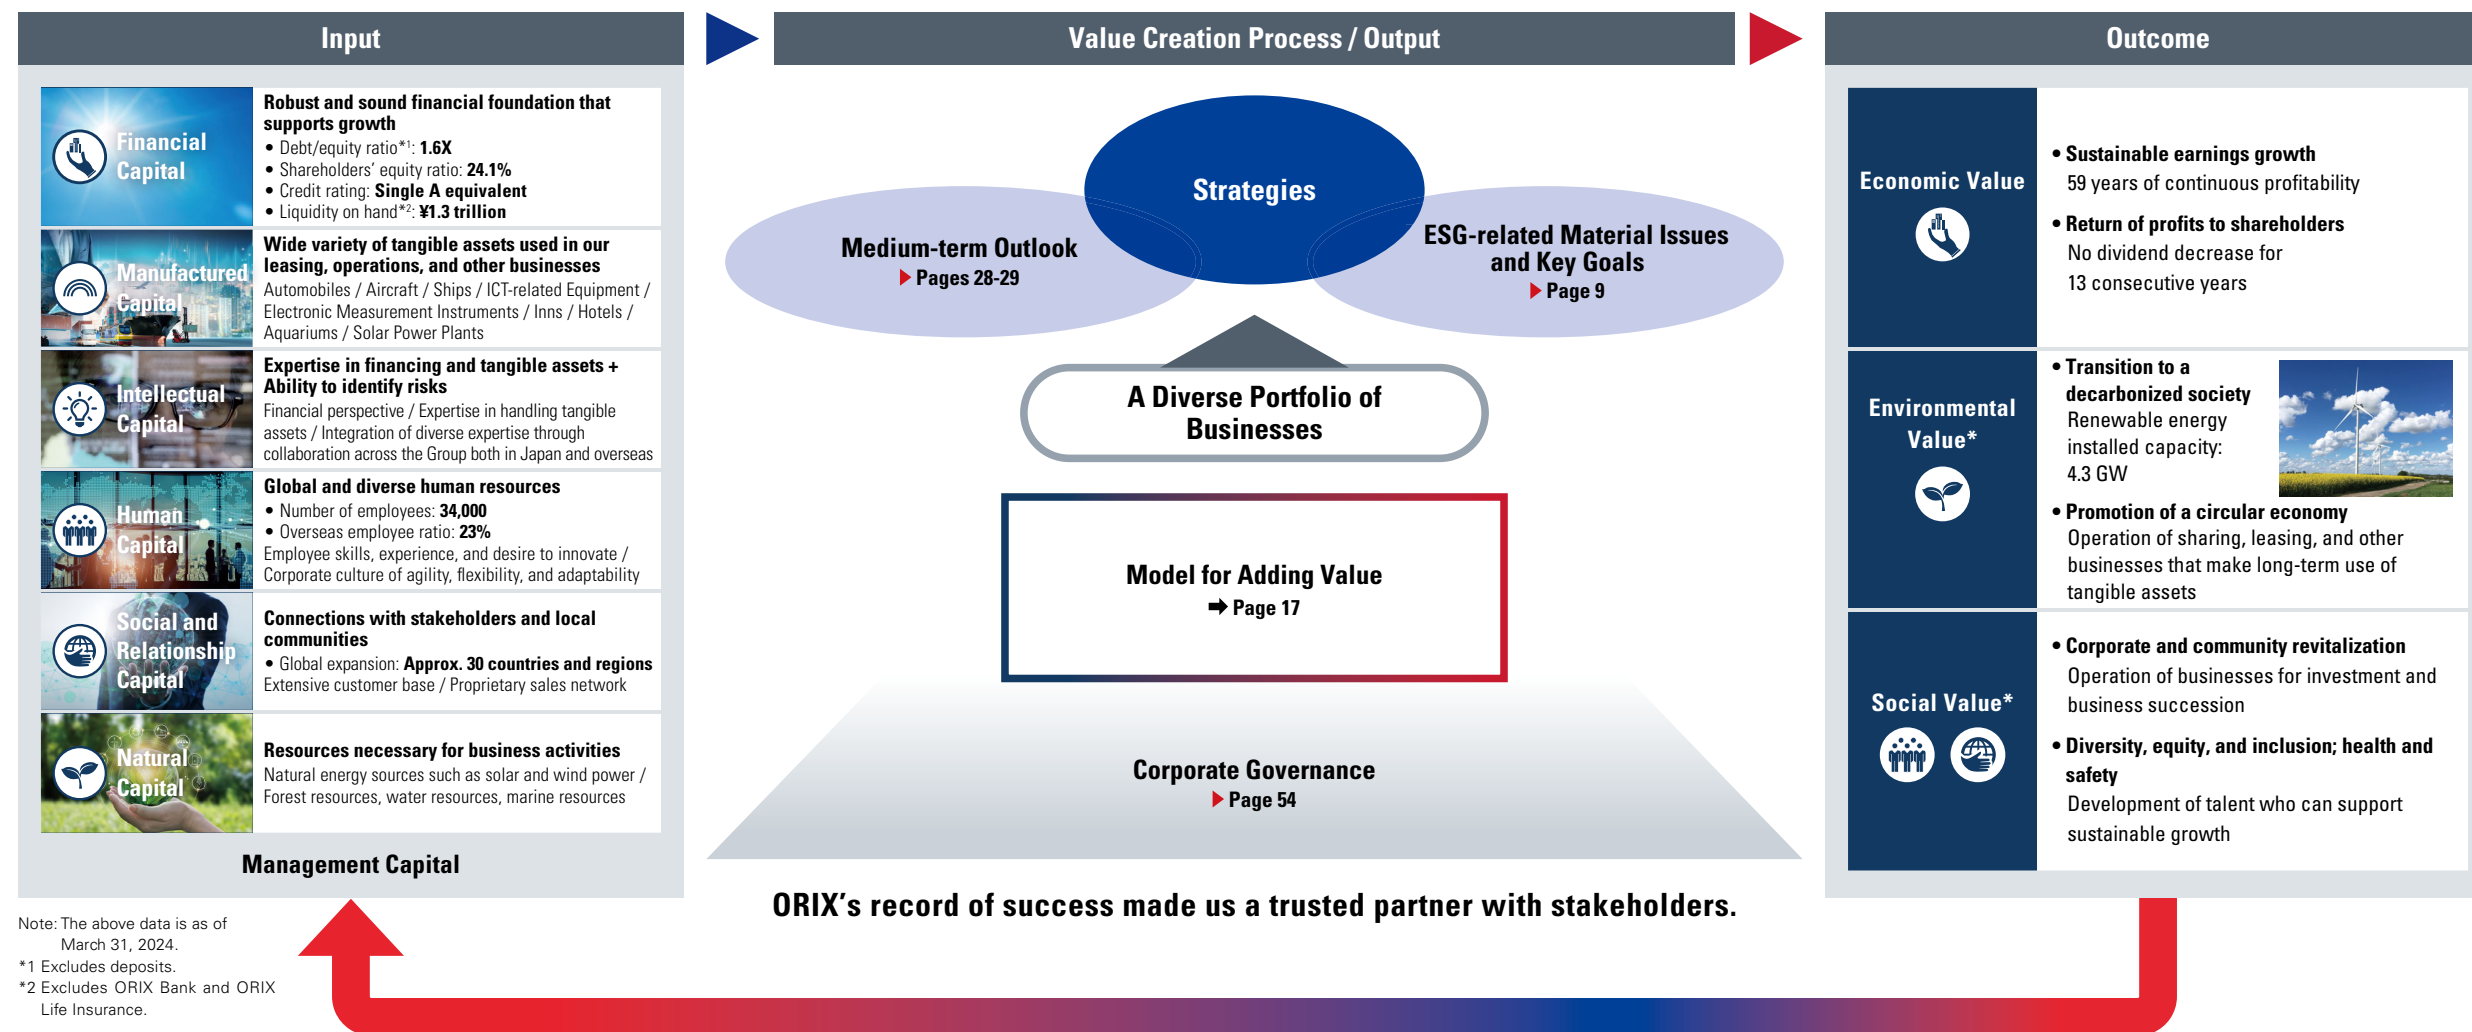 Input
Financial
Capital
Robust and sound financial foundation that
supports growth
• Debt/equity ratio*1: 1.6X
• Shareholders' equity ratio: 24.1%
• Credit rating: Single A equivalent
• Liquidity on hand*2: ¥1.3 trillion
Manufactured
Capital
Wide variety of tangible assets used in our
leasing, operations, and other businesses
Automobiles / Aircraft / Ships / ICT-related Equipment /
Electronic Measurement Instruments / Inns / Hotels /
Aquariums / Solar Power Plants
Intellectual
Capital
Expertise in financing and tangible assets +
Ability to identify risks
Financial perspective / Expertise in handling tangible
assets / Integration of diverse expertise through
collaboration across the Group both in Japan and overseas
Human
Capital
Global and diverse human resources
• Number of employees: 34,000
• Overseas employee ratio: 23%
Employee skills, experience, and desire to innovate /
Corporate culture of agility, flexibility, and adaptability
Social and
Relationship
Capital
Connections with stakeholders and local
communities
• Global expansion: Approx. 30 countries and regions
Extensive customer base / Proprietary sales network
Natural
Capital
Resources necessary for business activities
Natural energy sources such as solar and wind power /
Forest resources, water resources, marine resources
Management Capital
Note: The above data is as of
March 31, 2024.
*1 Excludes deposits.
*2 Excludes ORIX Bank and ORIX
Life Insurance.
Value Creation Process / Output
Strategies
Medium-term Outlook
Pages 28-29
ESG-related Material Issues
and Key Goals
Page 9
A Diverse Portfolio of
Businesses
Model for Adding Value
➡ Page 17
Corporate Governance
Page 54
ORIX's record of success made us a trusted partner with stakeholders.
Outcome
Economic Value
• Sustainable earnings growth
59 years of continuous profitability
• Return of profits to shareholders
No dividend decrease for
13 consecutive years
Environmental
Value*
• Transition to a
decarbonized society
Renewable energy
installed capacity:
4.3 GW
• Promotion of a circular economy
Operation of sharing, leasing, and other
businesses that make long-term use of
tangible assets
Social Value*
• Corporate and community revitalization
Operation of businesses for investment and
business succession
• Diversity, equity, and inclusion; health and
safety
Development of talent who can support
sustainable growth